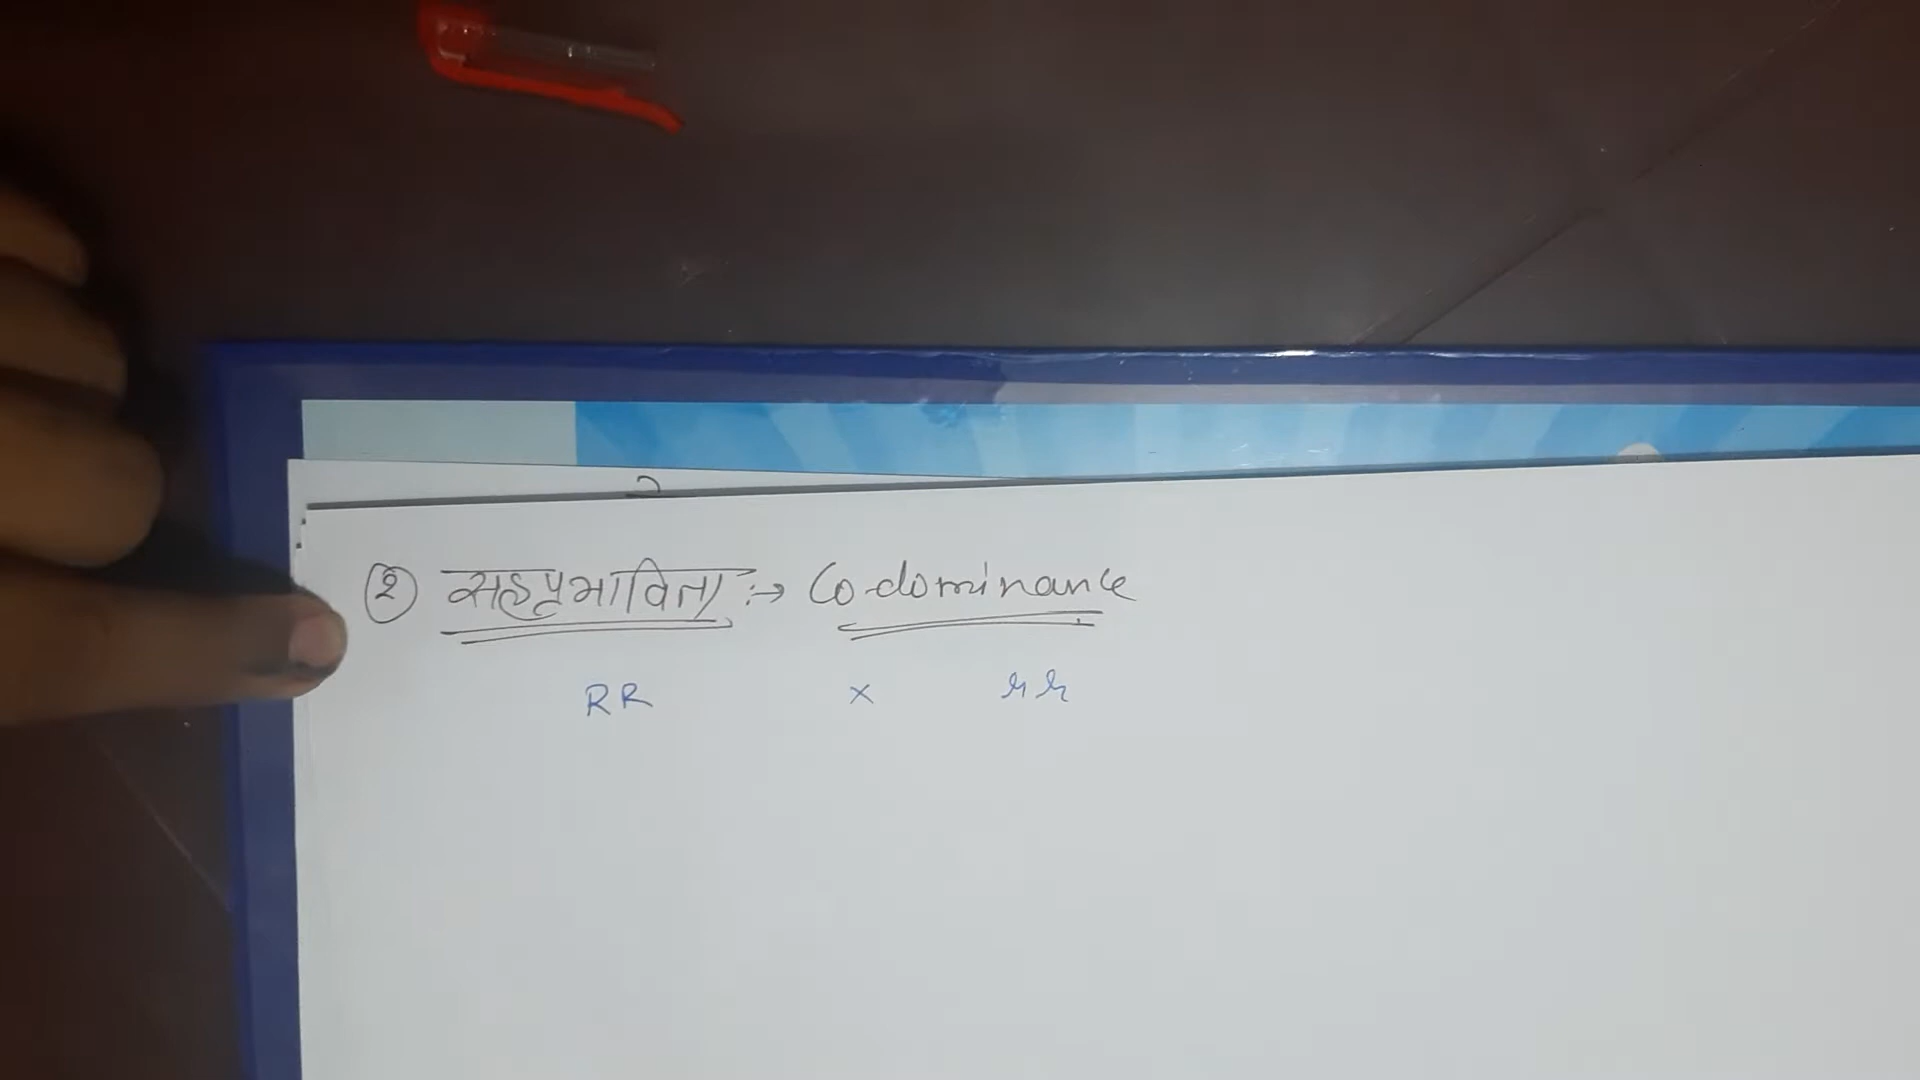 ② सहप्रभाविता :→ Co-dominance
RR × rr